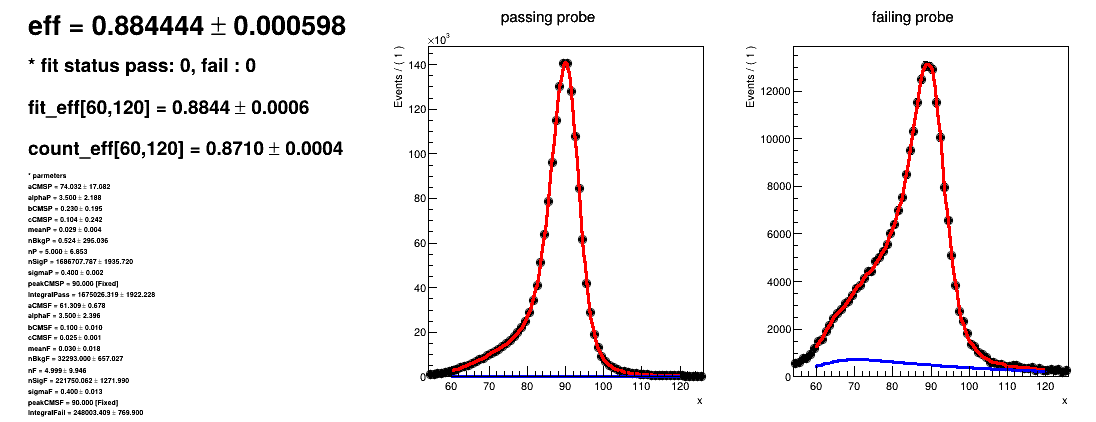 eff = 0.884444 ± 0.000598
* fit status pass: 0, fail : 0
fit_eff[60,120] = 0.8844 ± 0.0006
count_eff[60,120] = 0.8710 ± 0.0004
* parmeters
aCMSP = 74.032 ± 17.082
alphaP = 3.500 ± 2.188
bCMSP = 0.230 ± 0.195
cCMSP = 0.104 ± 0.242
meanP = 0.029 ± 0.004
nBkgP = 0.524 ± 295.036
nP = 5.000 ± 6.853
nSigP = 1686707.787 ± 1935.720
sigmaP = 0.400 ± 0.002
peakCMSP = 90.000 [Fixed]
integralPass = 1675026.319 ± 1922.228
aCMSF = 61.309 ± 0.678
alphaF = 3.500 ± 2.396
bCMSF = 0.100 ± 0.010
cCMSF = 0.025 ± 0.001
meanF = 0.030 ± 0.018
nBkgF = 32293.000 ± 657.027
nF = 4.999 ± 9.946
nSigF = 221750.062 ± 1271.990
sigmaF = 0.400 ± 0.013
peakCMSF = 90.000 [Fixed]
integralFail = 248003.409 ± 769.900
passing probe
×10³
Events / ( 1 )
140
120
100
80
60
40
20
0
60 70 80 90 100 110 120
x
failing probe
Events / ( 1 )
12000
10000
8000
6000
4000
2000
0
60 70 80 90 100 110 120
x